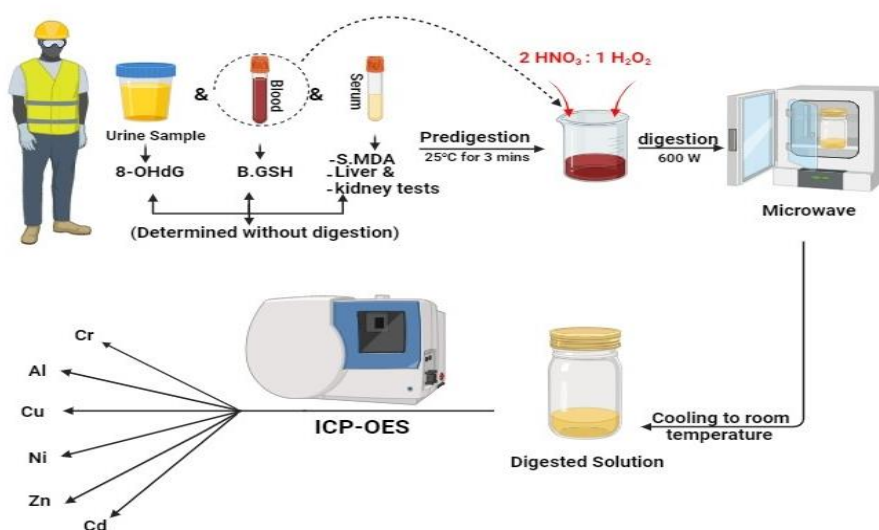 2 HNO₃ : 1 H₂O₂
&
Blood
&
Serum
Urine Sample
8-OHdG
B.GSH
-S.MDA
-Liver &
-kidney tests
(Determined without digestion)
Predigestion
25°C for 3 mins
digestion
600 W
Microwave
Cooling to room
temperature
Digested Solution
ICP-OES
Cr
Al
Cu
Ni
Zn
Cd